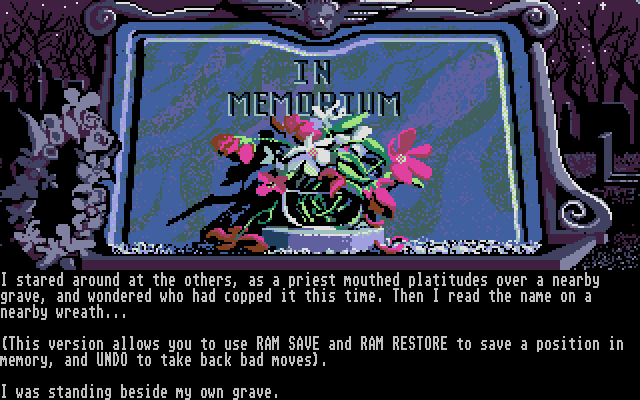 IN
MEMORIUM
I stared around at the others, as a priest mouthed platitudes over a nearby
grave, and wondered who had copped it this time. Then I read the name on a
nearby wreath...
(This version allows you to use RAM SAVE and RAM RESTORE to save a position in
memory, and UNDO to take back bad moves).
I was standing beside my own grave.